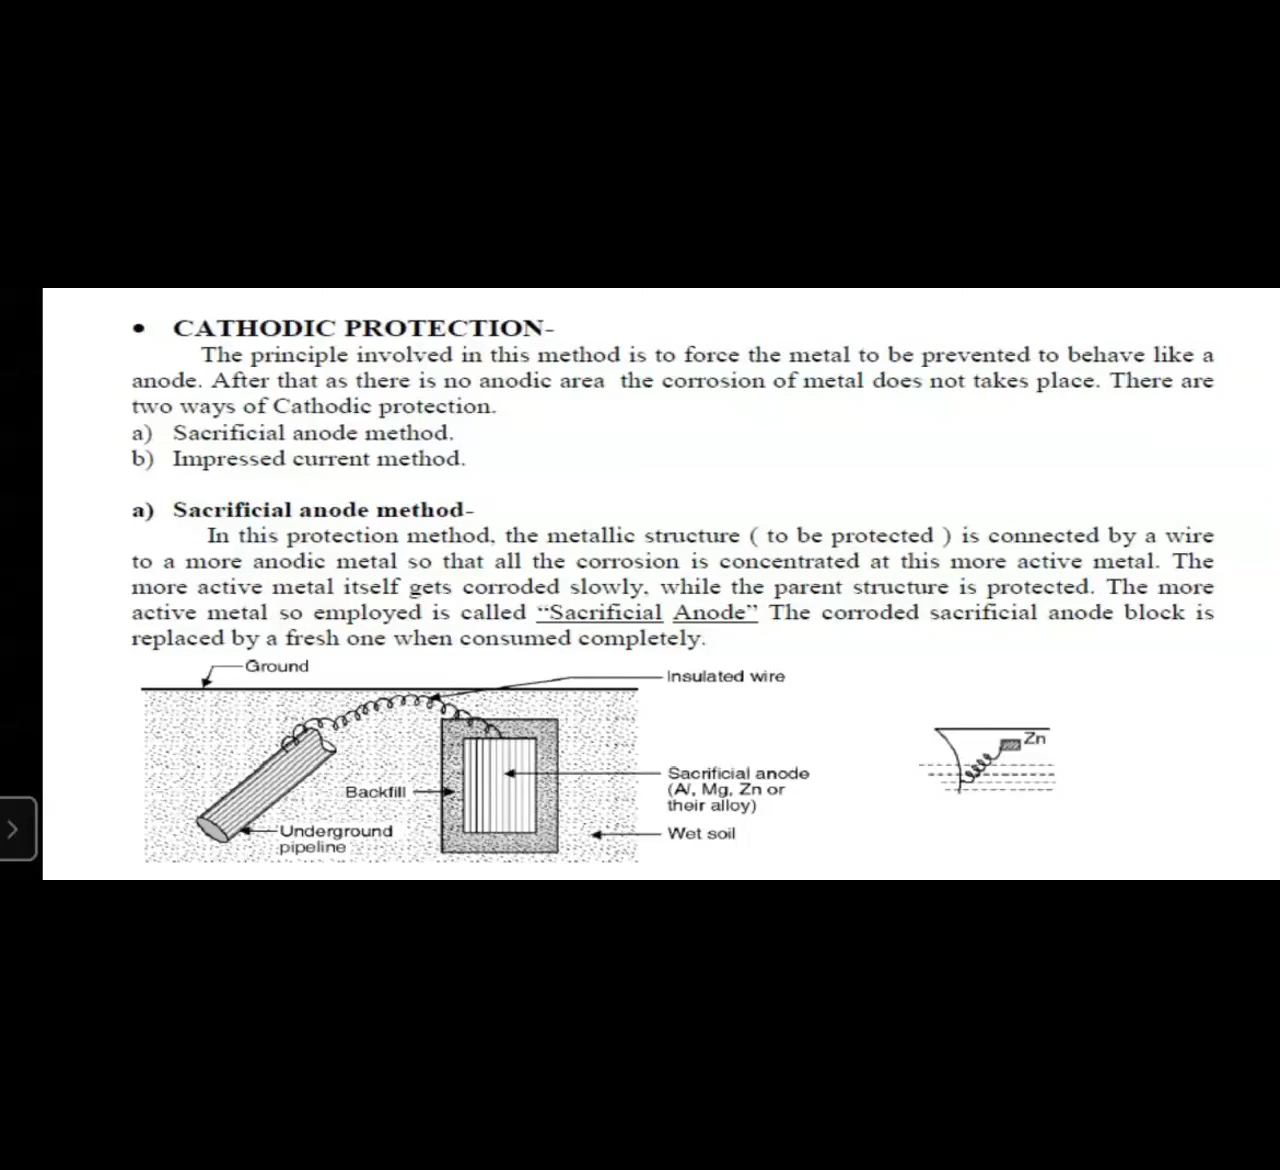 • CATHODIC PROTECTION-
The principle involved in this method is to force the metal to be prevented to behave like a
anode. After that as there is no anodic area the corrosion of metal does not takes place. There are
two ways of Cathodic protection.
a) Sacrificial anode method.
b) Impressed current method.
a) Sacrificial anode method-
In this protection method, the metallic structure ( to be protected ) is connected by a wire
to a more anodic metal so that all the corrosion is concentrated at this more active metal. The
more active metal itself gets corroded slowly, while the parent structure is protected. The more
active metal so employed is called “Sacrificial Anode” The corroded sacrificial anode block is
replaced by a fresh one when consumed completely.
Ground
Insulated wire
Zn
Sacrificial anode
(Al, Mg, Zn or
their alloy)
Backfill
Underground
pipeline
Wet soil